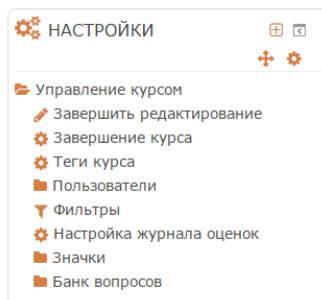 НАСТРОЙКИ
Управление курсом
Завершить редактирование
Завершение курса
Теги курса
Пользователи
Фильтры
Настройка журнала оценок
Значки
Банк вопросов